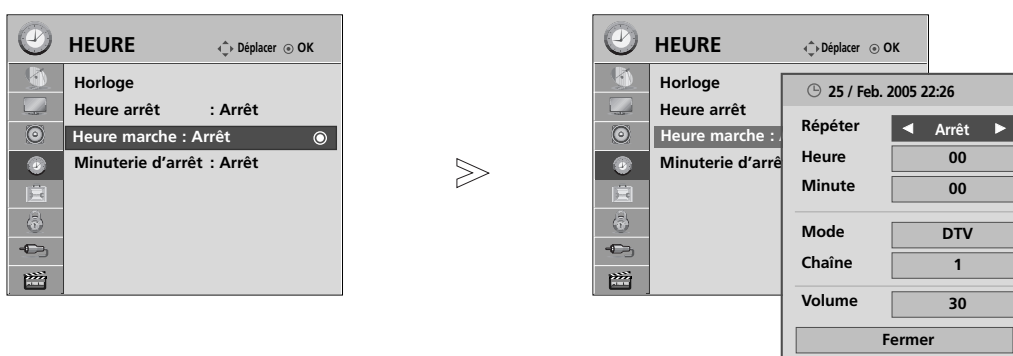 HEURE Déplacer OK
Horloge
Heure arrêt : Arrêt
Heure marche : Arrêt
Minuterie d'arrêt : Arrêt
HEURE Déplacer OK
Horloge
Heure arrêt
Heure marche :
Minuterie d'arrê
25 / Feb. 2005 22:26
Répéter Arrêt
Heure 00
Minute 00
Mode DTV
Chaîne 1
Volume 30
Fermer